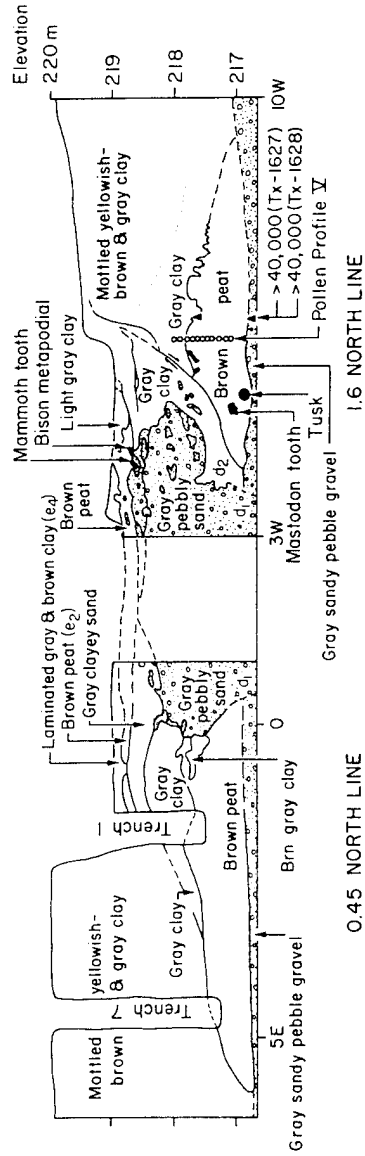 Elevation
220 m
219
218
217
Mottled yellowish-
brown & gray clay
Mammoth tooth
Bison metapodial
Light gray clay
Gray
clay
Gray clay
peat
Brown
Laminated gray & brown clay (e4)
Brown peat (e2)
Gray clayey sand
Brown
peat
Gray
pebbly
sand
d2
d1
Gray
pebbly
sand
d1
Gray
clay
Trench 1
Brown peat
Gray clay
yellowish-
& gray clay
Trench 7
Mottled
brown
5E
0
3W
10W
Gray sandy pebble gravel
Brn gray clay
Gray sandy pebble gravel
Mastodon tooth
Tusk
Pollen Profile V
>40,000 (Tx-1627)
>40,000 (Tx-1628)
0.45 NORTH LINE
1.6 NORTH LINE